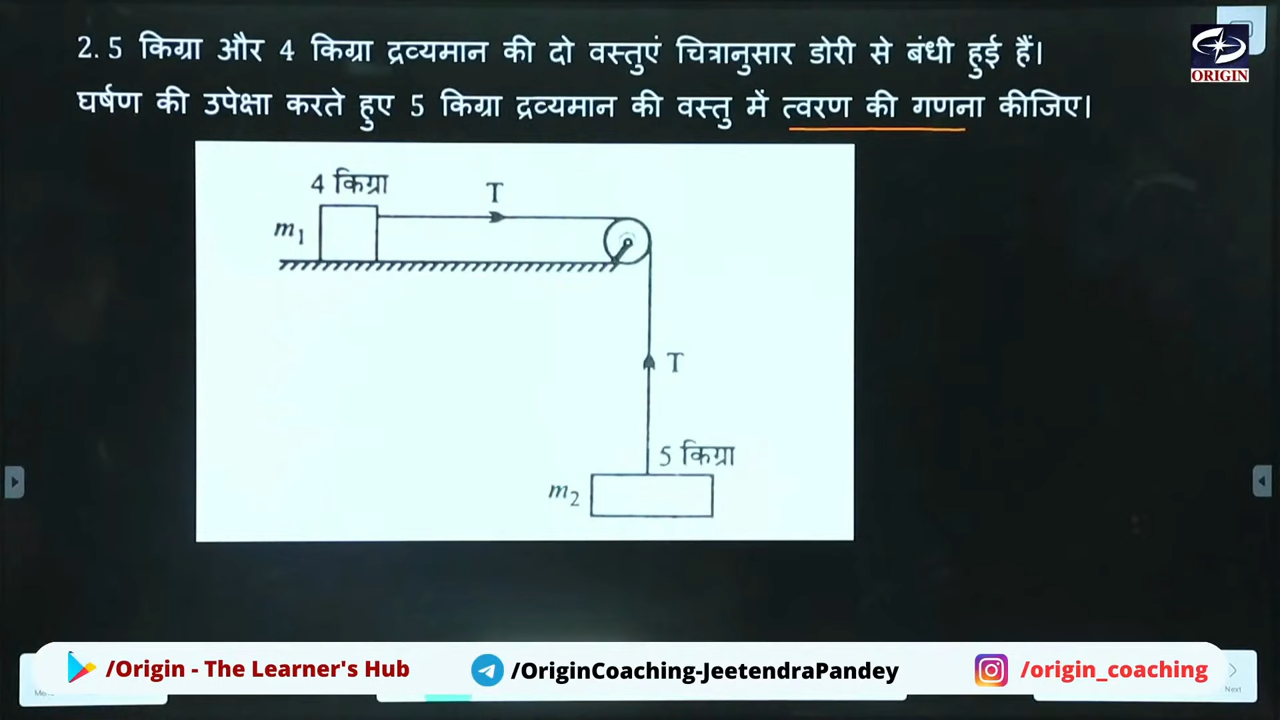 2. 5 किग्रा और 4 किग्रा द्रव्यमान की दो वस्तुएं चित्रानुसार डोरी से बंधी हुई हैं।
घर्षण की उपेक्षा करते हुए 5 किग्रा द्रव्यमान की वस्तु में त्वरण की गणना कीजिए।
ORIGIN
4 किग्रा
T
m₁
T
5 किग्रा
m₂
/Origin - The Learner's Hub
/OriginCoaching-JeetendraPandey
/origin_coaching
Next